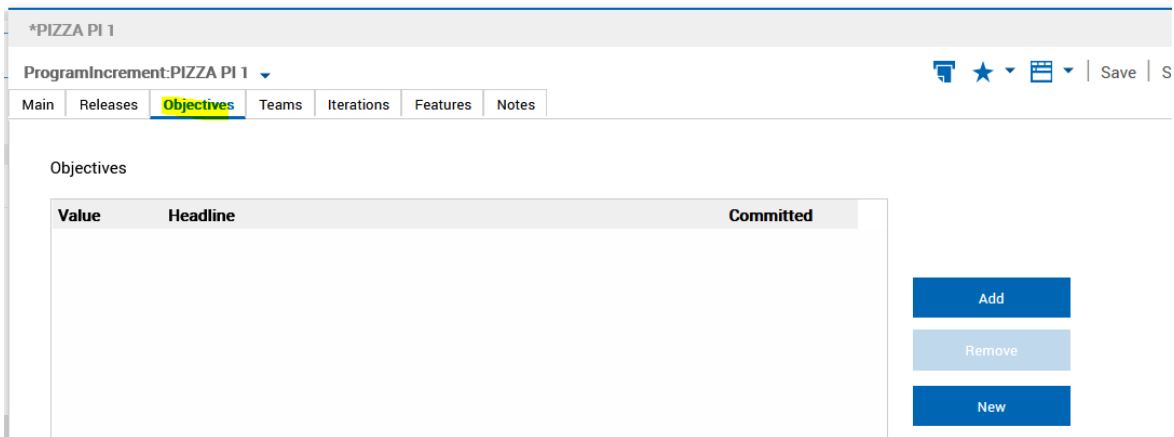 *PIZZA PI 1
ProgramIncrement:PIZZA PI 1
Save | S
Main Releases Objectives Teams Iterations Features Notes
Objectives
Value Headline Committed
Add
Remove
New